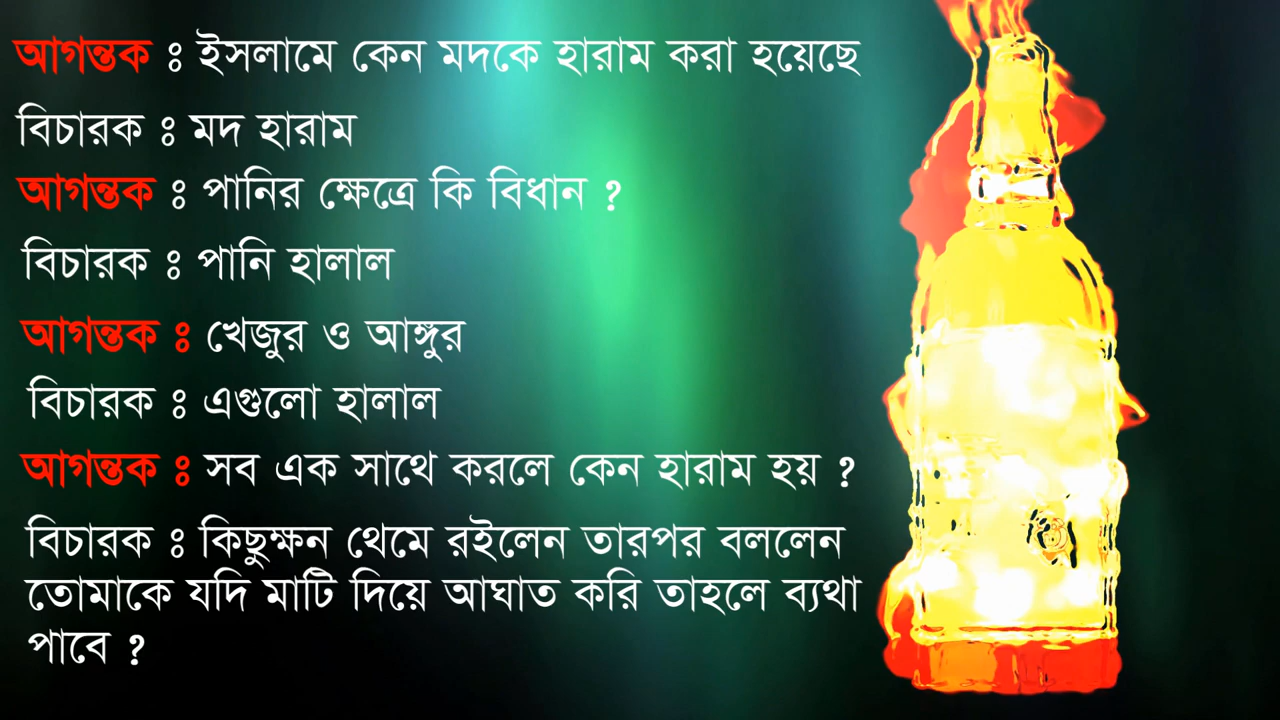 আগন্তক ঃ ইসলামে কেন মদকে হারাম করা হয়েছে
বিচারক ঃ মদ হারাম
আগন্তক ঃ পানির ক্ষেত্রে কি বিধান ?
বিচারক ঃ পানি হালাল
আগন্তক ঃ খেজুর ও আঙ্গুর
বিচারক ঃ এগুলো হালাল
আগন্তক ঃ সব এক সাথে করলে কেন হারাম হয় ?
বিচারক ঃ কিছুক্ষন থেমে রইলেন তারপর বললেন
তোমাকে যদি মাটি দিয়ে আঘাত করি তাহলে ব্যথা
পাবে ?